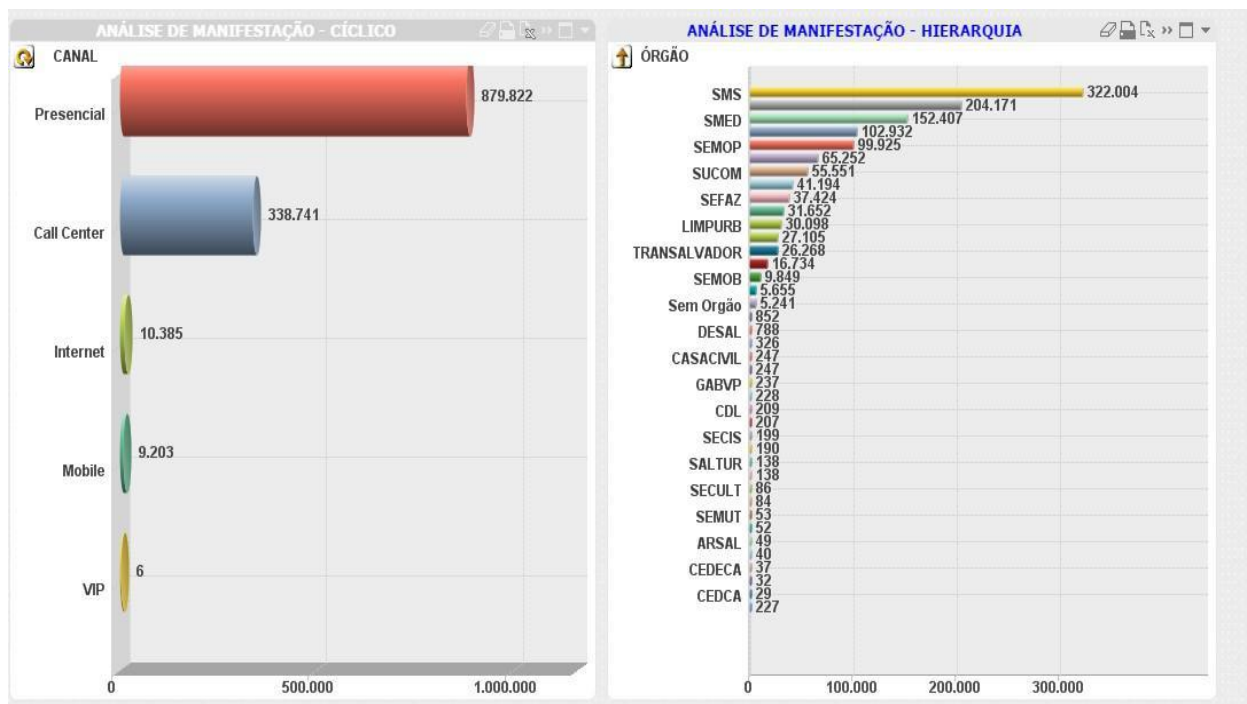 ANÁLISE DE MANIFESTAÇÃO - CÍCLICO
CANAL
Presencial 879.822
Call Center 338.741
Internet 10.385
Mobile 9.203
VIP 6
0 500.000 1.000.000
ANÁLISE DE MANIFESTAÇÃO - HIERARQUIA
ÓRGÃO
SMS 322.004
204.171
SMED 152.407
102.932
SEMOP 99.925
65.252
SUCOM 55.551
41.194
SEFAZ 37.424
31.652
LIMPURB 30.098
27.105
TRANSALVADOR 26.268
16.734
SEMOB 9.849
5.655
Sem Orgão 5.241
852
DESAL 788
326
CASACIVIL 247
247
GABVP 237
228
CDL 209
207
SECIS 199
190
SALTUR 138
138
SECULT 86
84
SEMUT 53
52
ARSAL 49
40
CEDECA 37
32
CEDCA 29
227
0 100.000 200.000 300.000